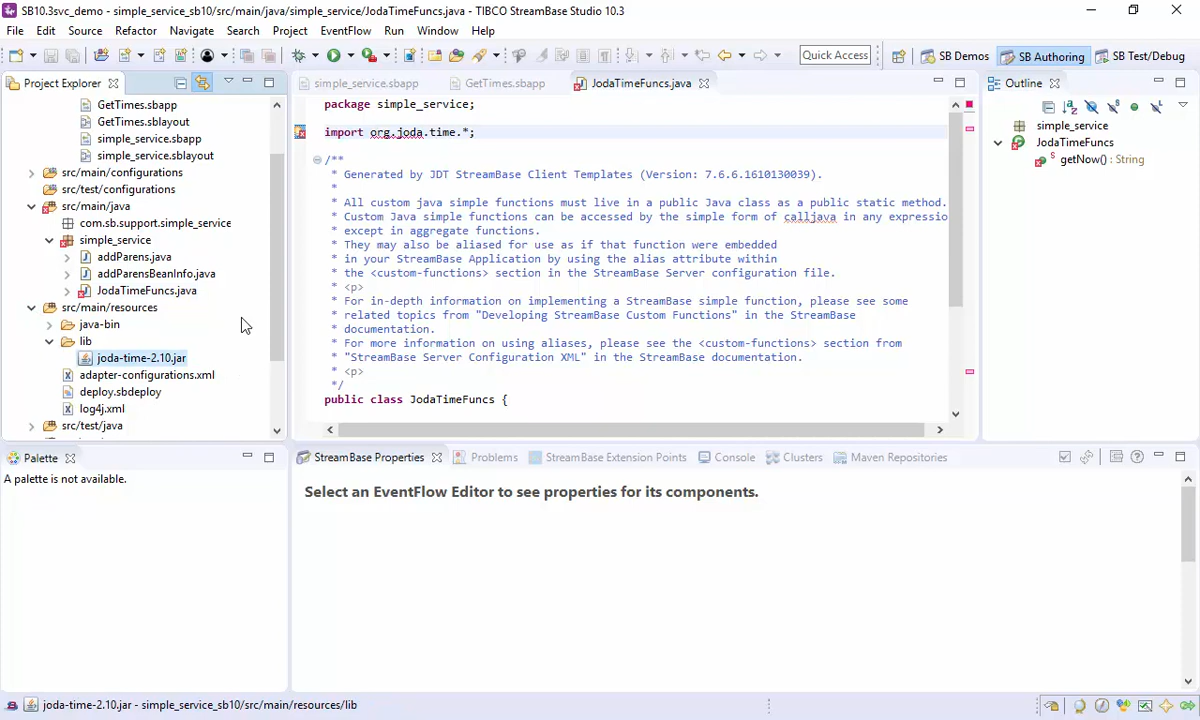 SB10.3svc_demo - simple_service_sb10/src/main/java/simple_service/JodaTimeFuncs.java - TIBCO StreamBase Studio 10.3
File Edit Source Refactor Navigate Search Project EventFlow Run Window Help
Quick Access
SB Demos
SB Authoring
SB Test/Debug
Project Explorer
GetTimes.sbapp
GetTimes.sblayout
simple_service.sbapp
simple_service.sblayout
src/main/configurations
src/test/configurations
src/main/java
com.sb.support.simple_service
simple_service
addParens.java
addParensBeanInfo.java
JodaTimeFuncs.java
src/main/resources
java-bin
lib
joda-time-2.10.jar
adapter-configurations.xml
deploy.sbdeploy
log4j.xml
src/test/java
simple_service.sbapp
GetTimes.sbapp
JodaTimeFuncs.java
package simple_service;
import org.joda.time.*;
/**
* Generated by JDT StreamBase Client Templates (Version: 7.6.6.1610130039).
*
* All custom java simple functions must live in a public Java class as a public static method.
* Custom Java simple functions can be accessed by the simple form of calljava in any expressio
* except in aggregate functions.
* They may also be aliased for use as if that function were embedded
* in your StreamBase Application by using the alias attribute within
* the <custom-functions> section in the StreamBase Server configuration file.
* <p>
* For in-depth information on implementing a StreamBase simple function, please see some
* related topics from "Developing StreamBase Custom Functions" in the StreamBase
* documentation.
* For more information on using aliases, please see the <custom-functions> section from
* "StreamBase Server Configuration XML" in the StreamBase documentation.
* <p>
*/
public class JodaTimeFuncs {
Outline
simple_service
JodaTimeFuncs
S getNow() : String
Palette
A palette is not available.
StreamBase Properties
Problems
StreamBase Extension Points
Console
Clusters
Maven Repositories
Select an EventFlow Editor to see properties for its components.
joda-time-2.10.jar - simple_service_sb10/src/main/resources/lib